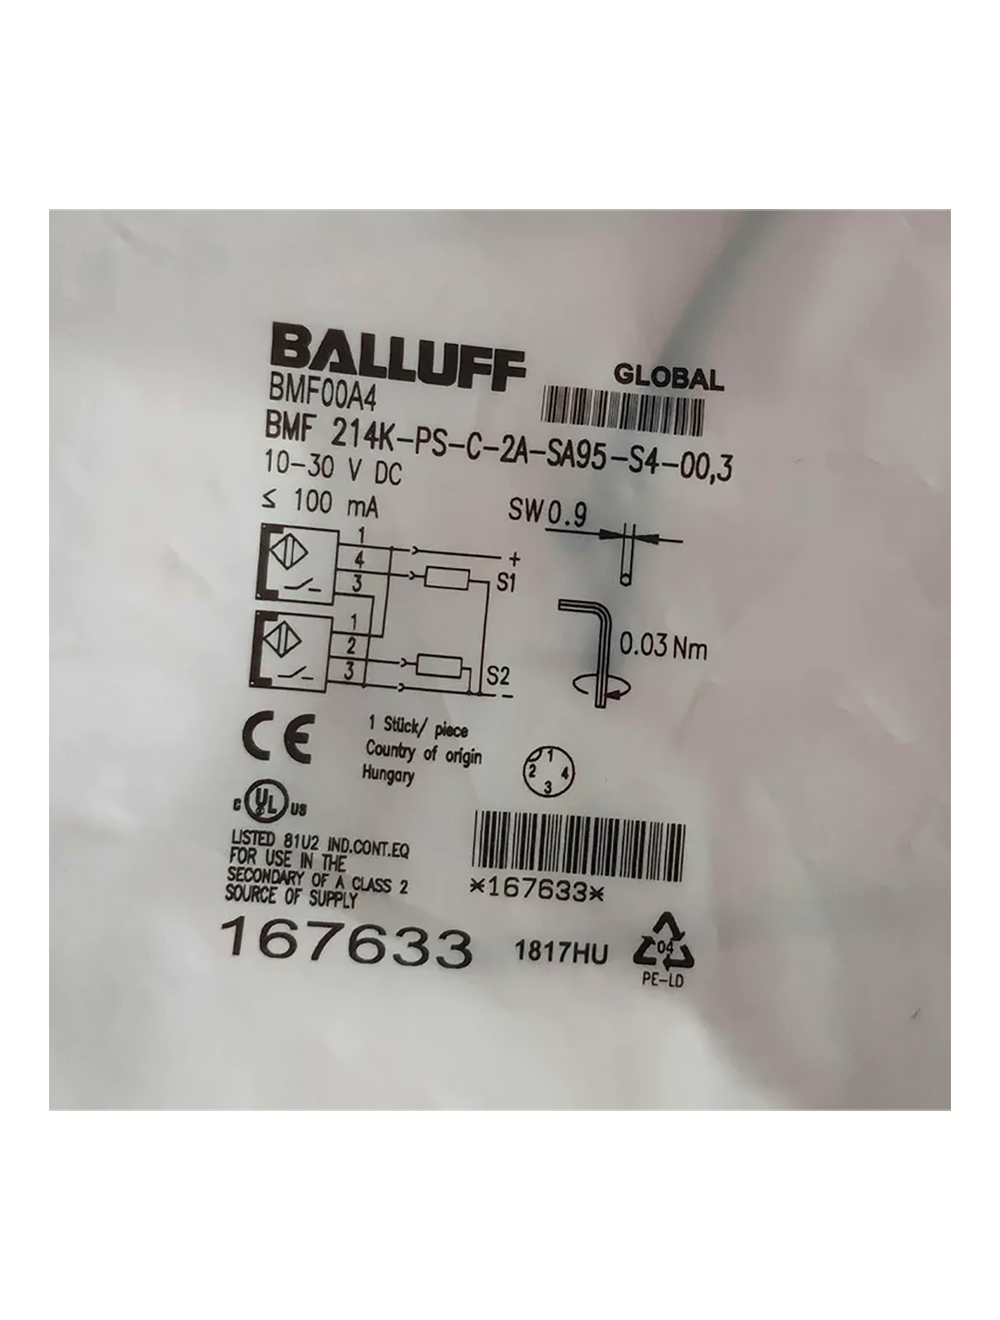 BALLUFF
GLOBAL
BMF00A4
BMF 214K-PS-C-2A-SA95-S4-00,3
10-30 V DC
≤ 100 mA
SW0.9
1
+
4
S1
3
1
0.03 Nm
2
3
S2
-
CE
1 Stück/ piece
Country of origin
Hungary
1
2 4
3
c UL US
LISTED 81U2 IND.CONT.EQ
FOR USE IN THE
SECONDARY OF A CLASS 2
SOURCE OF SUPPLY
*167633*
167633
1817HU
04
PE-LD